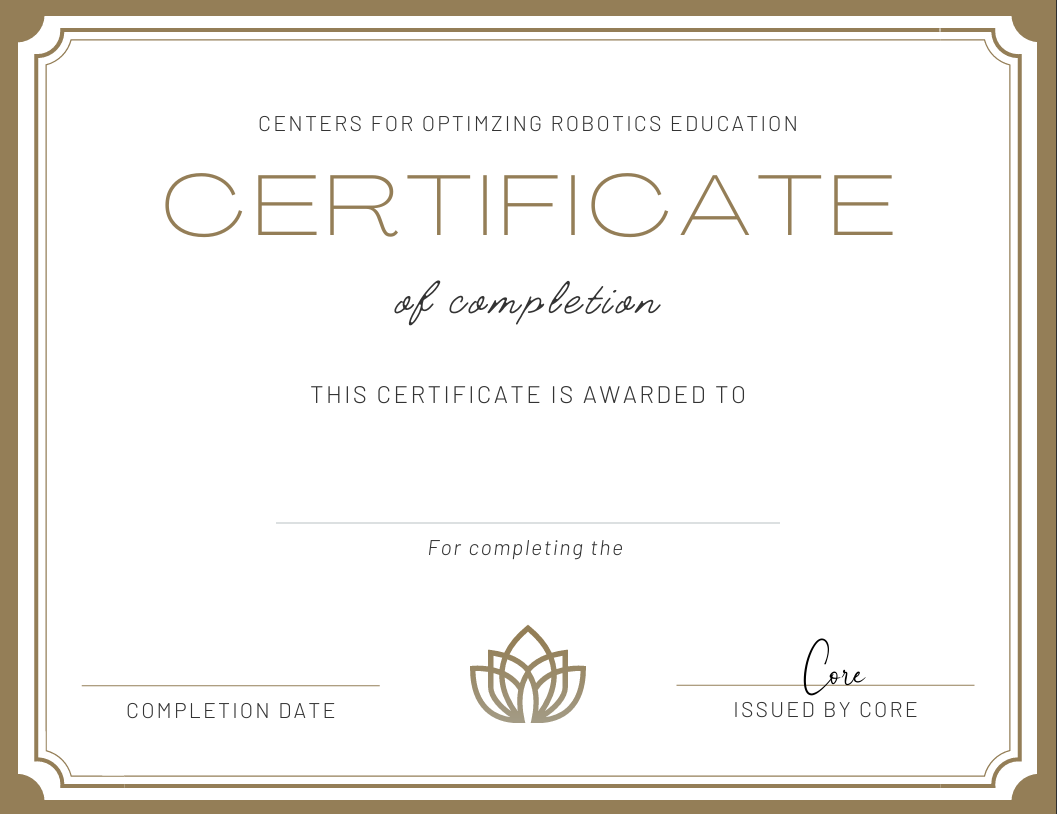 CENTERS FOR OPTIMZING ROBOTICS EDUCATION
CERTIFICATE
of completion
THIS CERTIFICATE IS AWARDED TO
For completing the
Core
COMPLETION DATE
ISSUED BY CORE